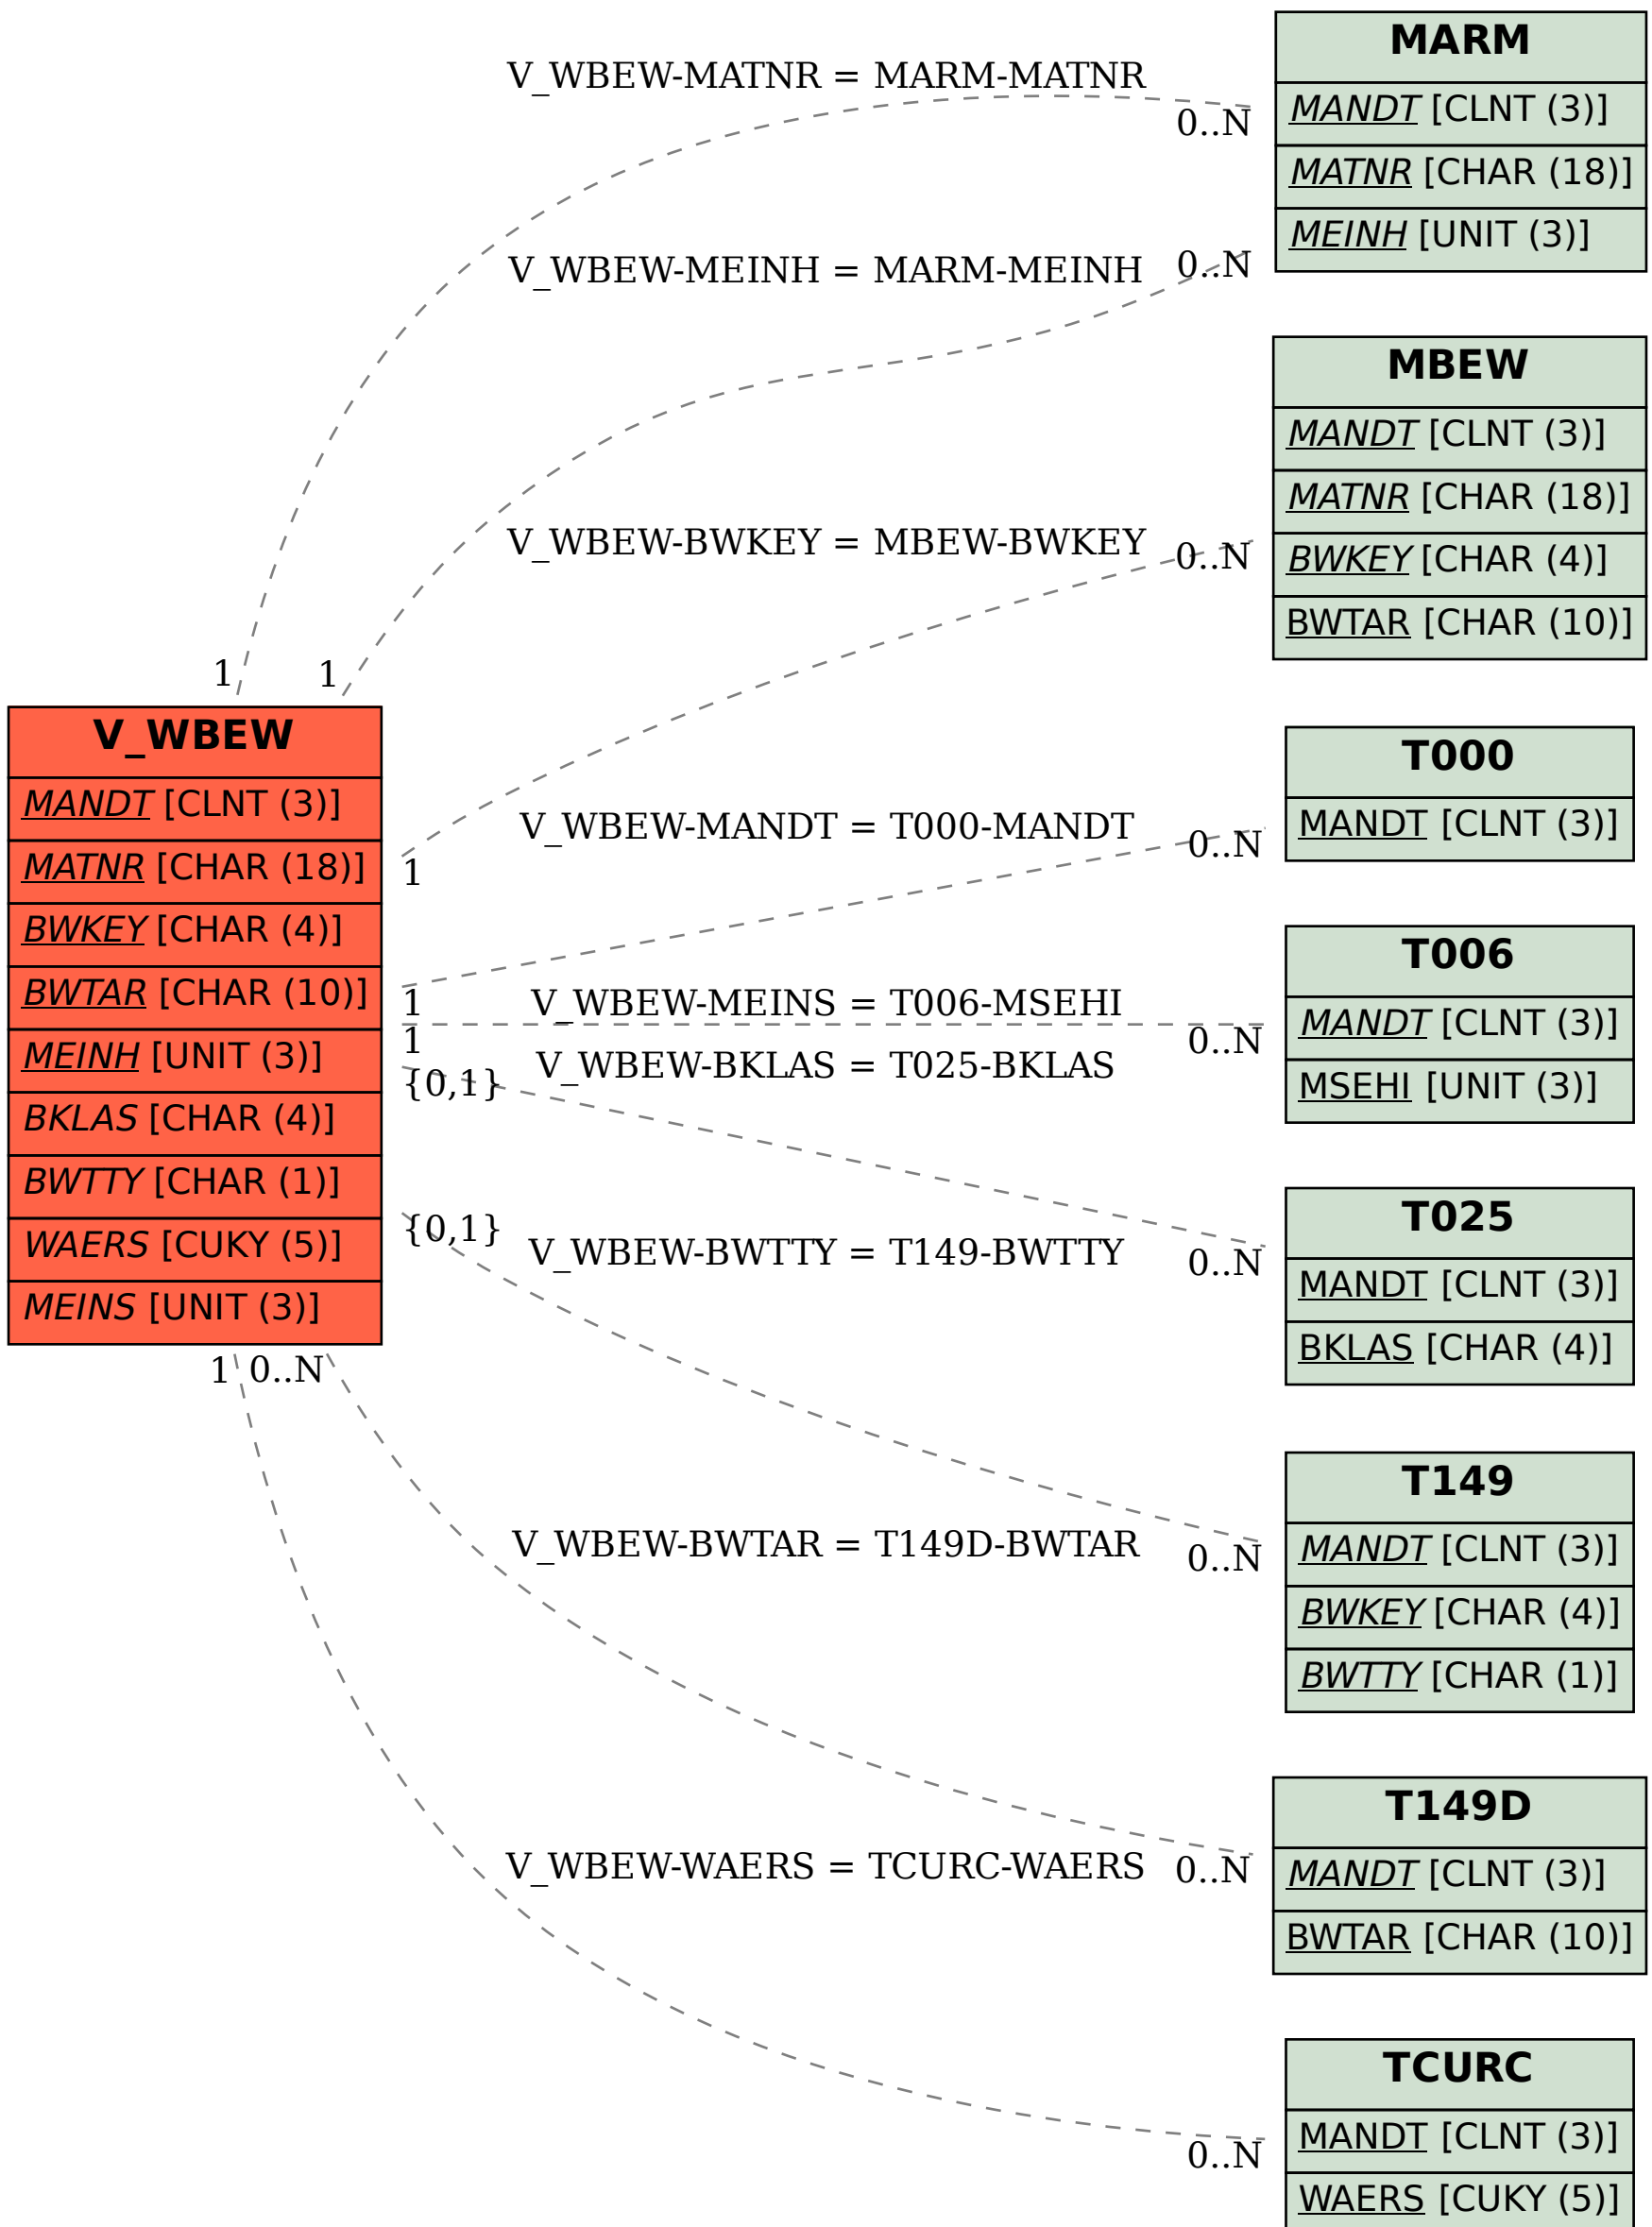 V_WBEW
MANDT [CLNT (3)]
MATNR [CHAR (18)]
BWKEY [CHAR (4)]
BWTAR [CHAR (10)]
MEINH [UNIT (3)]
BKLAS [CHAR (4)]
BWTTY [CHAR (1)]
WAERS [CUKY (5)]
MEINS [UNIT (3)]
V_WBEW-MATNR = MARM-MATNR
1
0..N
V_WBEW-MEINH = MARM-MEINH
1
0..N
V_WBEW-BWKEY = MBEW-BWKEY
1
0..N
V_WBEW-MANDT = T000-MANDT
1
0..N
V_WBEW-MEINS = T006-MSEHI
1
0..N
V_WBEW-BKLAS = T025-BKLAS
{0,1}
0..N
V_WBEW-BWTTY = T149-BWTTY
{0,1}
0..N
V_WBEW-BWTAR = T149D-BWTAR
0..N
0..N
V_WBEW-WAERS = TCURC-WAERS
1
0..N
MARM
MANDT [CLNT (3)]
MATNR [CHAR (18)]
MEINH [UNIT (3)]
MBEW
MANDT [CLNT (3)]
MATNR [CHAR (18)]
BWKEY [CHAR (4)]
BWTAR [CHAR (10)]
T000
MANDT [CLNT (3)]
T006
MANDT [CLNT (3)]
MSEHI [UNIT (3)]
T025
MANDT [CLNT (3)]
BKLAS [CHAR (4)]
T149
MANDT [CLNT (3)]
BWKEY [CHAR (4)]
BWTTY [CHAR (1)]
T149D
MANDT [CLNT (3)]
BWTAR [CHAR (10)]
TCURC
MANDT [CLNT (3)]
WAERS [CUKY (5)]